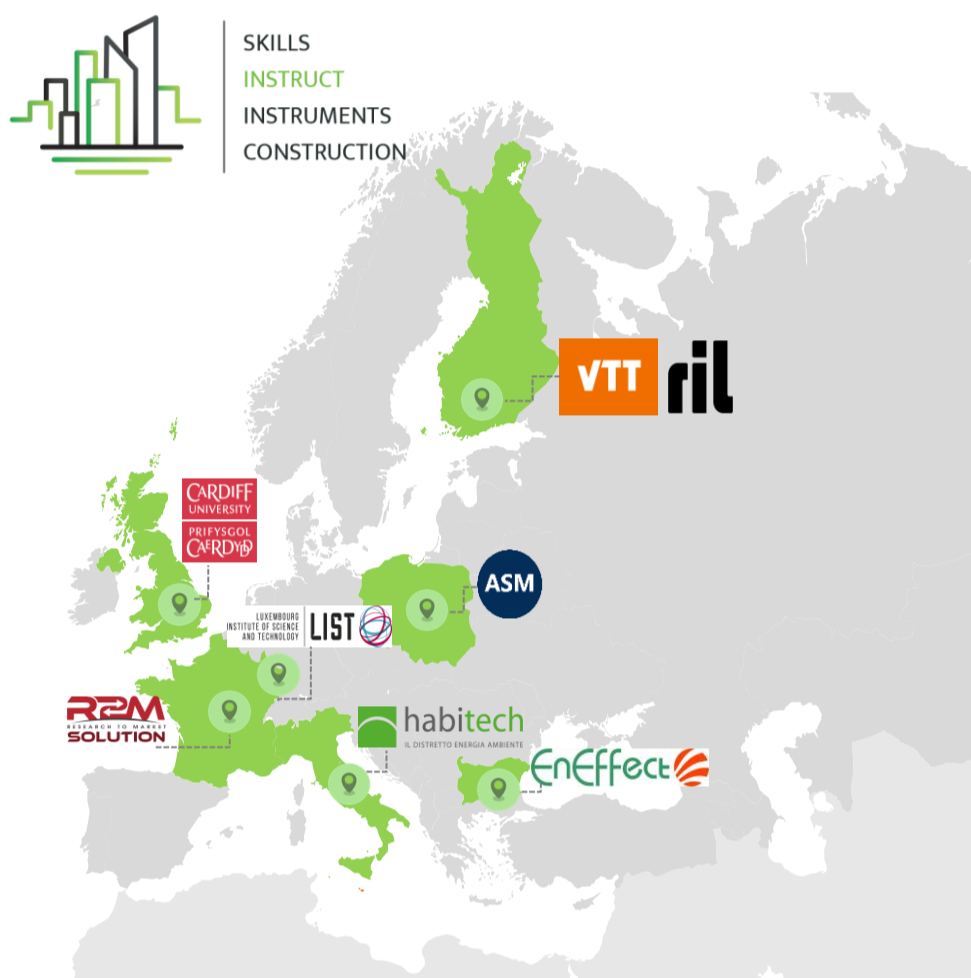 SKILLS
INSTRUCT
INSTRUMENTS
CONSTRUCTION
VTT
ril
CARDIFF
UNIVERSITY
PRIFYSGOL
CAERDYDD
ASM
LUXEMBOURG
INSTITUTE OF SCIENCE
AND TECHNOLOGY
LIST
R2M
RESEARCH TO MARKET
SOLUTION
habitech
IL DISTRETTO ENERGIA AMBIENTE
EnEffect